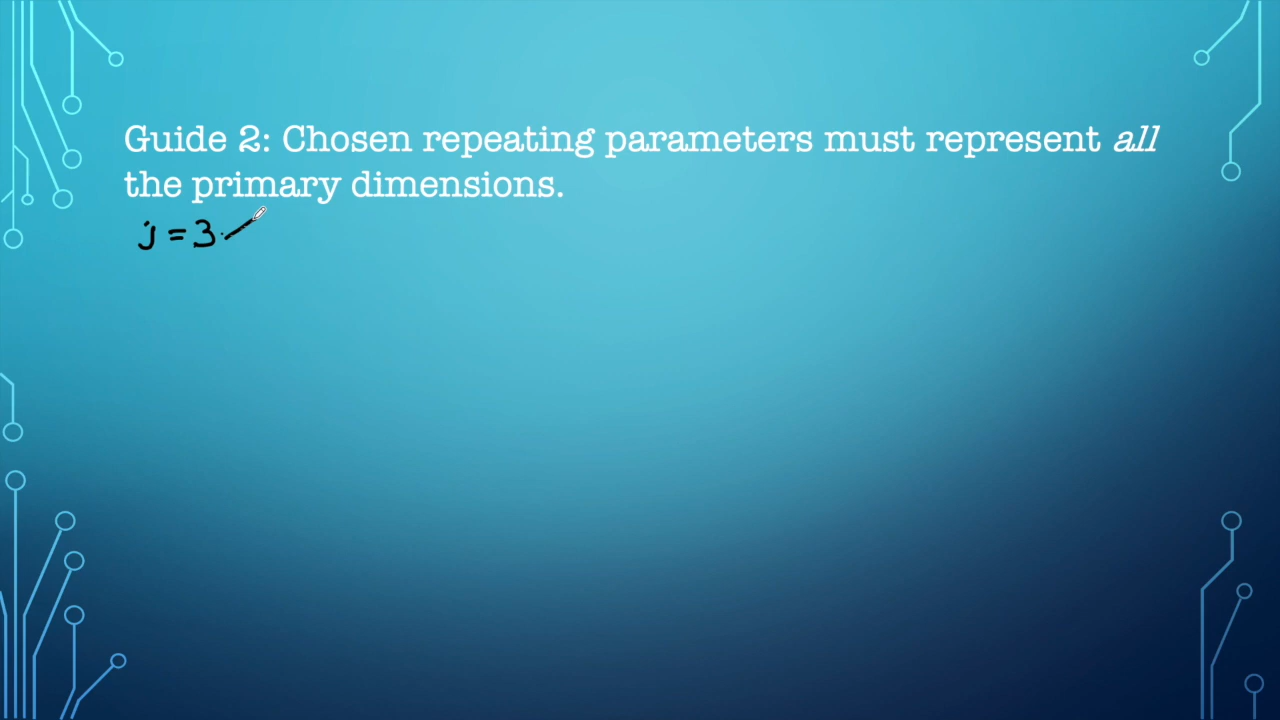 Guide 2: Chosen repeating parameters must represent all
the primary dimensions.
j = 3